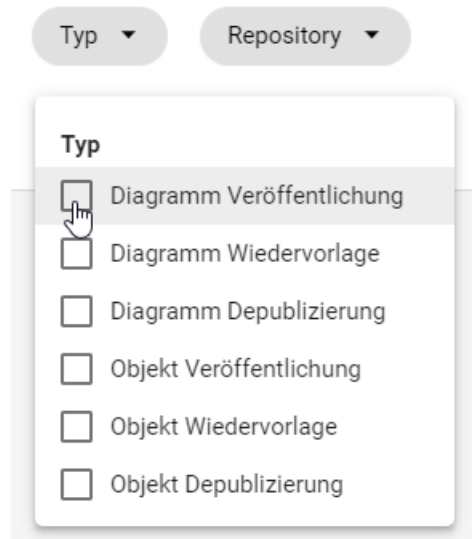 Typ Repository
Typ
Diagramm Veröffentlichung
Diagramm Wiedervorlage
Diagramm Depublizierung
Objekt Veröffentlichung
Objekt Wiedervorlage
Objekt Depublizierung